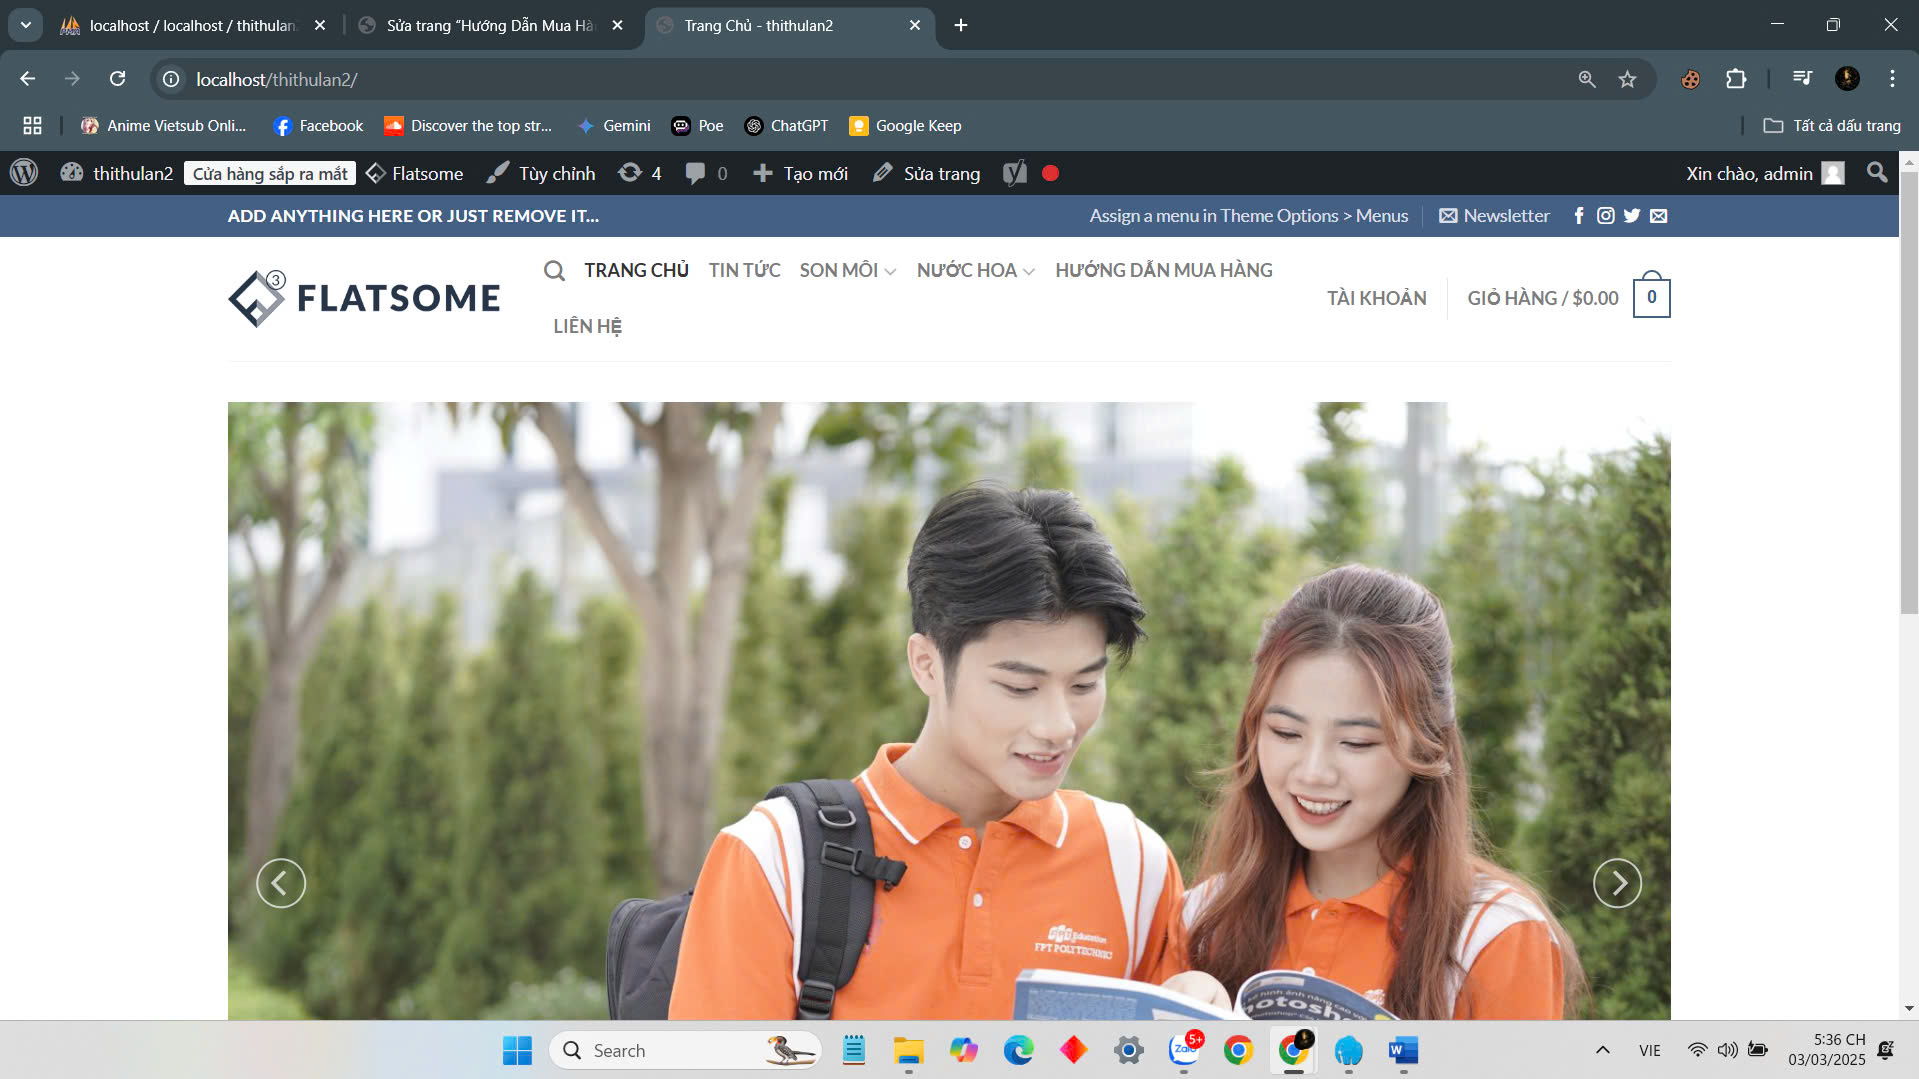 localhost / localhost / thithulan2
Sửa trang “Hướng Dẫn Mua Hà
Trang Chủ - thithulan2
localhost/thithulan2/
Anime Vietsub Onli...
Facebook
Discover the top str...
Gemini
Poe
ChatGPT
Google Keep
Tất cả dấu trang
thithulan2
Cửa hàng sắp ra mắt
Flatsome
Tùy chỉnh
4
0
Tạo mới
Sửa trang
Xin chào, admin
ADD ANYTHING HERE OR JUST REMOVE IT...
Assign a menu in Theme Options > Menus
Newsletter
3
FLATSOME
TRANG CHỦ
TIN TỨC
SON MÔI
NƯỚC HOA
HƯỚNG DẪN MUA HÀNG
LIÊN HỆ
TÀI KHOẢN
GIỎ HÀNG / $0.00
0
FPT Education
FPT POLYTECHNIC
Search
Zalo
5+
VIE
5:36 CH
03/03/2025